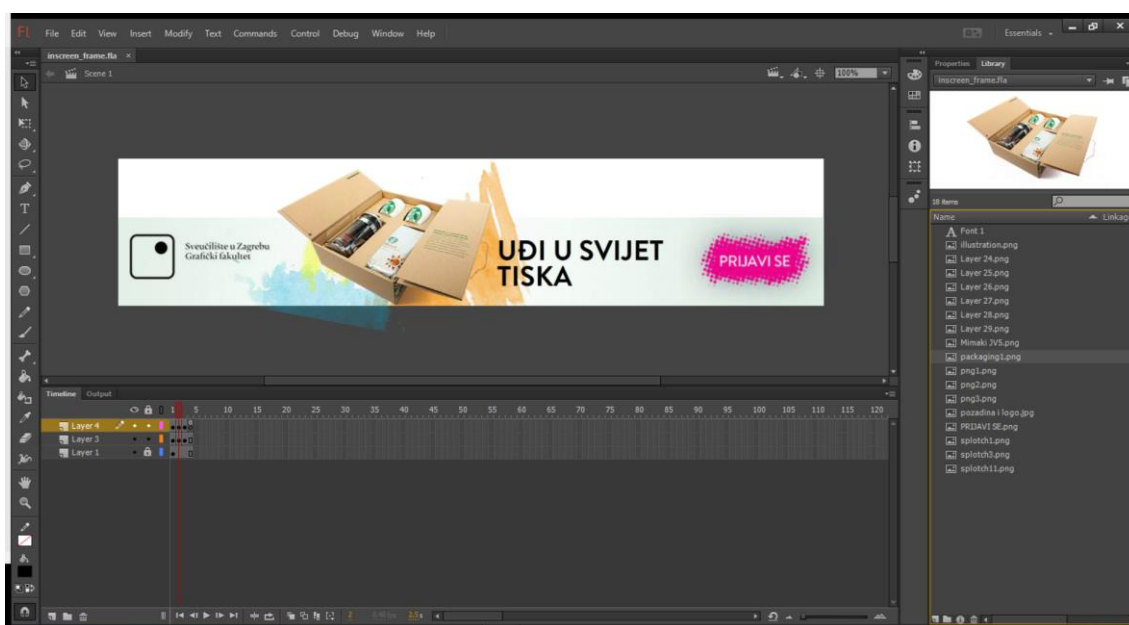 Fl File Edit View Insert Modify Text Commands Control Debug Window Help Essentials
inscreen_frame.fla ×
Scene 1
100%
Sveučilište u Zagrebu
Grafički fakultet
UĐI U SVIJET
TISKA
PRIJAVI SE
Properties Library
inscreen_frame.fla
18 items
Name Linkag
A Font 1
illustration.png
Layer 24.png
Layer 25.png
Layer 26.png
Layer 27.png
Layer 28.png
Layer 29.png
Mimaki JV5.png
packaging1.png
png1.png
png2.png
png3.png
pozadina i logo.jpg
PRIJAVI SE.png
splotch1.png
splotch3.png
splotch11.png
Timeline Output
1 5 10 15 20 25 30 35 40 45 50 55 60 65 70 75 80 85 90 95 100 105 110 115 120
Layer 4
Layer 3
Layer 1
2